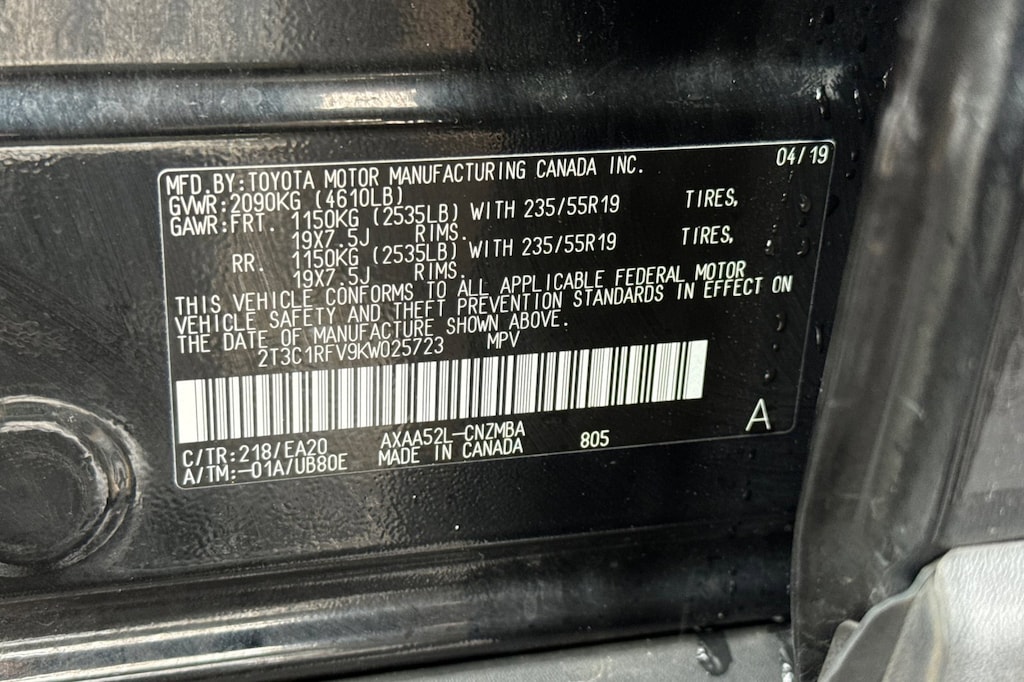 04/19
MFD.BY:TOYOTA MOTOR MANUFACTURING CANADA INC.
GVWR:2090KG (4610LB)
GAWR:FRT. 1150KG (2535LB) WITH 235/55R19 TIRES,
19X7.5J RIMS.
RR. 1150KG (2535LB) WITH 235/55R19 TIRES,
19X7.5J RIMS.
THIS VEHICLE CONFORMS TO ALL APPLICABLE FEDERAL MOTOR
VEHICLE SAFETY AND THEFT PREVENTION STANDARDS IN EFFECT ON
THE DATE OF MANUFACTURE SHOWN ABOVE.
2T3C1RFV9KW025723 MPV
A
C/TR:218/EA20 AXAA52L-CNZMBA 805
A/TM:-01A/UB80E MADE IN CANADA